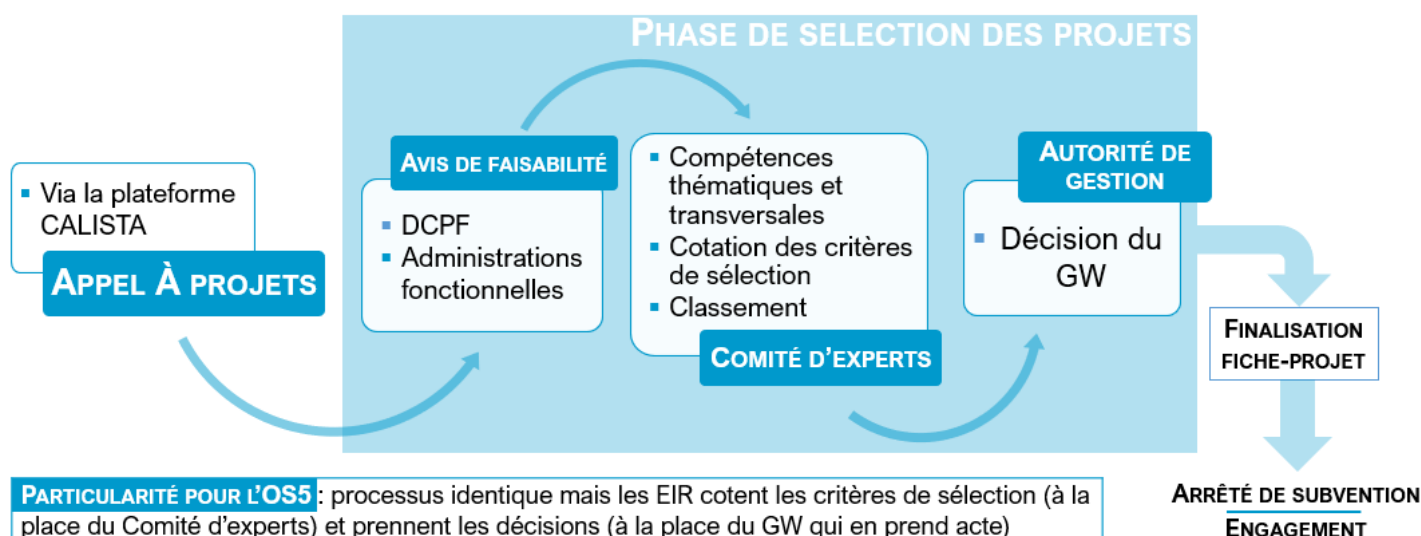 PHASE DE SELECTION DES PROJETS
▪ Via la plateforme
CALISTA
APPEL À PROJETS
AVIS DE FAISABILITÉ
▪ DCPF
▪ Administrations
fonctionnelles
▪ Compétences
thématiques et
transversales
▪ Cotation des critères
de sélection
▪ Classement
COMITÉ D’EXPERTS
AUTORITÉ DE
GESTION
▪ Décision du
GW
FINALISATION
FICHE-PROJET
ARRÊTÉ DE SUBVENTION
ENGAGEMENT
PARTICULARITÉ POUR L’OS5 : processus identique mais les EIR cotent les critères de sélection (à la
place du Comité d’experts) et prennent les décisions (à la place du GW qui en prend acte)